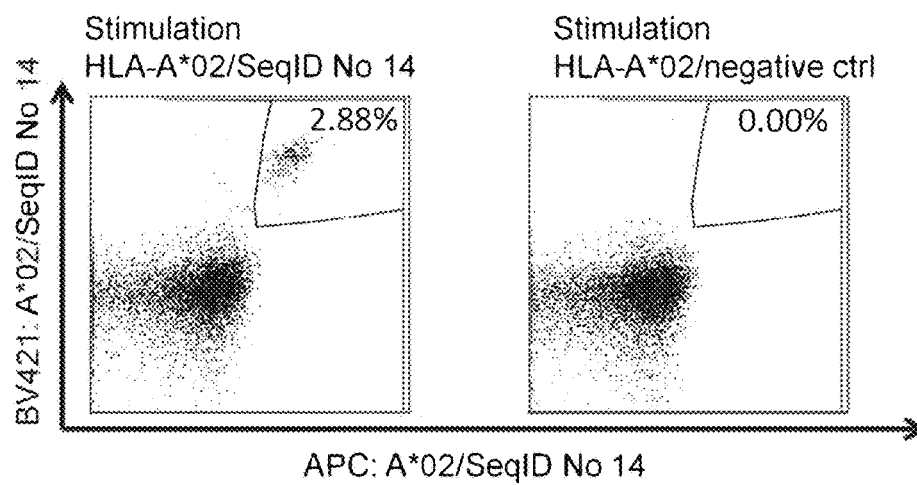 Stimulation
HLA-A*02/SeqID No 14
Stimulation
HLA-A*02/negative ctrl
BV421: A*02/SeqID No 14
2.88%
0.00%
APC: A*02/SeqID No 14